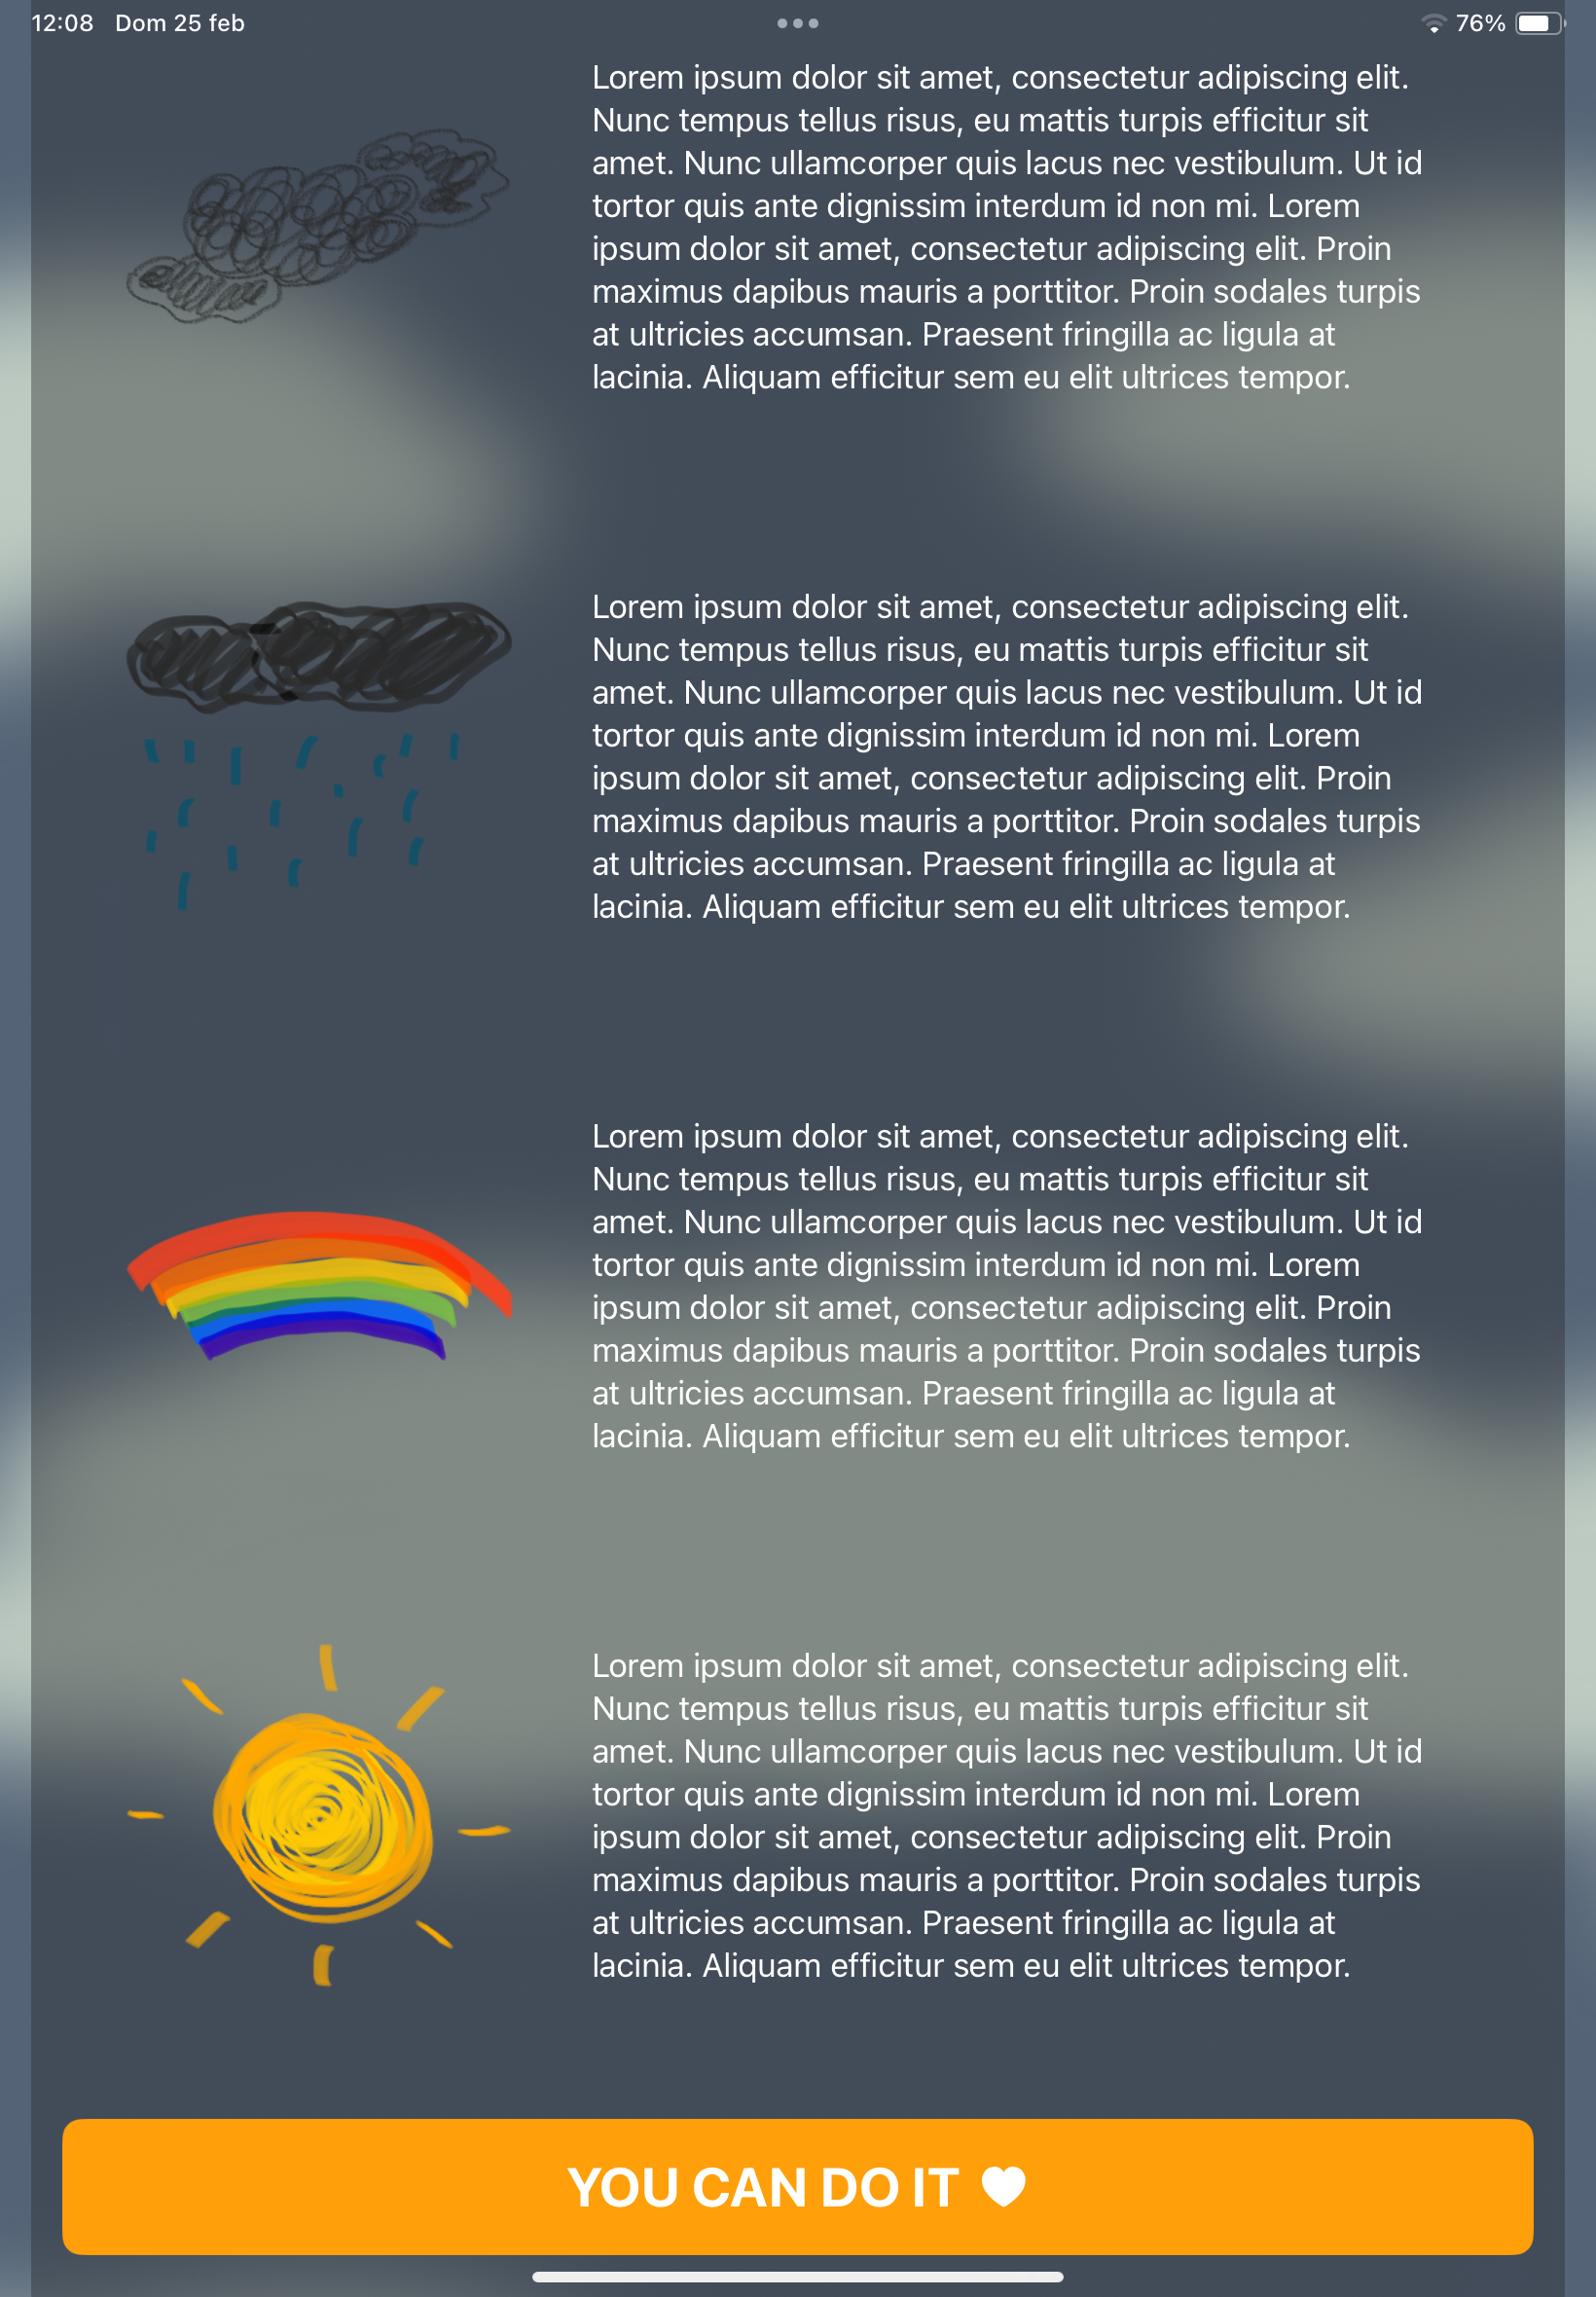 12:08 Dom 25 feb 76%
Lorem ipsum dolor sit amet, consectetur adipiscing elit.
Nunc tempus tellus risus, eu mattis turpis efficitur sit
amet. Nunc ullamcorper quis lacus nec vestibulum. Ut id
tortor quis ante dignissim interdum id non mi. Lorem
ipsum dolor sit amet, consectetur adipiscing elit. Proin
maximus dapibus mauris a porttitor. Proin sodales turpis
at ultricies accumsan. Praesent fringilla ac ligula at
lacinia. Aliquam efficitur sem eu elit ultrices tempor.
Lorem ipsum dolor sit amet, consectetur adipiscing elit.
Nunc tempus tellus risus, eu mattis turpis efficitur sit
amet. Nunc ullamcorper quis lacus nec vestibulum. Ut id
tortor quis ante dignissim interdum id non mi. Lorem
ipsum dolor sit amet, consectetur adipiscing elit. Proin
maximus dapibus mauris a porttitor. Proin sodales turpis
at ultricies accumsan. Praesent fringilla ac ligula at
lacinia. Aliquam efficitur sem eu elit ultrices tempor.
Lorem ipsum dolor sit amet, consectetur adipiscing elit.
Nunc tempus tellus risus, eu mattis turpis efficitur sit
amet. Nunc ullamcorper quis lacus nec vestibulum. Ut id
tortor quis ante dignissim interdum id non mi. Lorem
ipsum dolor sit amet, consectetur adipiscing elit. Proin
maximus dapibus mauris a porttitor. Proin sodales turpis
at ultricies accumsan. Praesent fringilla ac ligula at
lacinia. Aliquam efficitur sem eu elit ultrices tempor.
Lorem ipsum dolor sit amet, consectetur adipiscing elit.
Nunc tempus tellus risus, eu mattis turpis efficitur sit
amet. Nunc ullamcorper quis lacus nec vestibulum. Ut id
tortor quis ante dignissim interdum id non mi. Lorem
ipsum dolor sit amet, consectetur adipiscing elit. Proin
maximus dapibus mauris a porttitor. Proin sodales turpis
at ultricies accumsan. Praesent fringilla ac ligula at
lacinia. Aliquam efficitur sem eu elit ultrices tempor.
YOU CAN DO IT